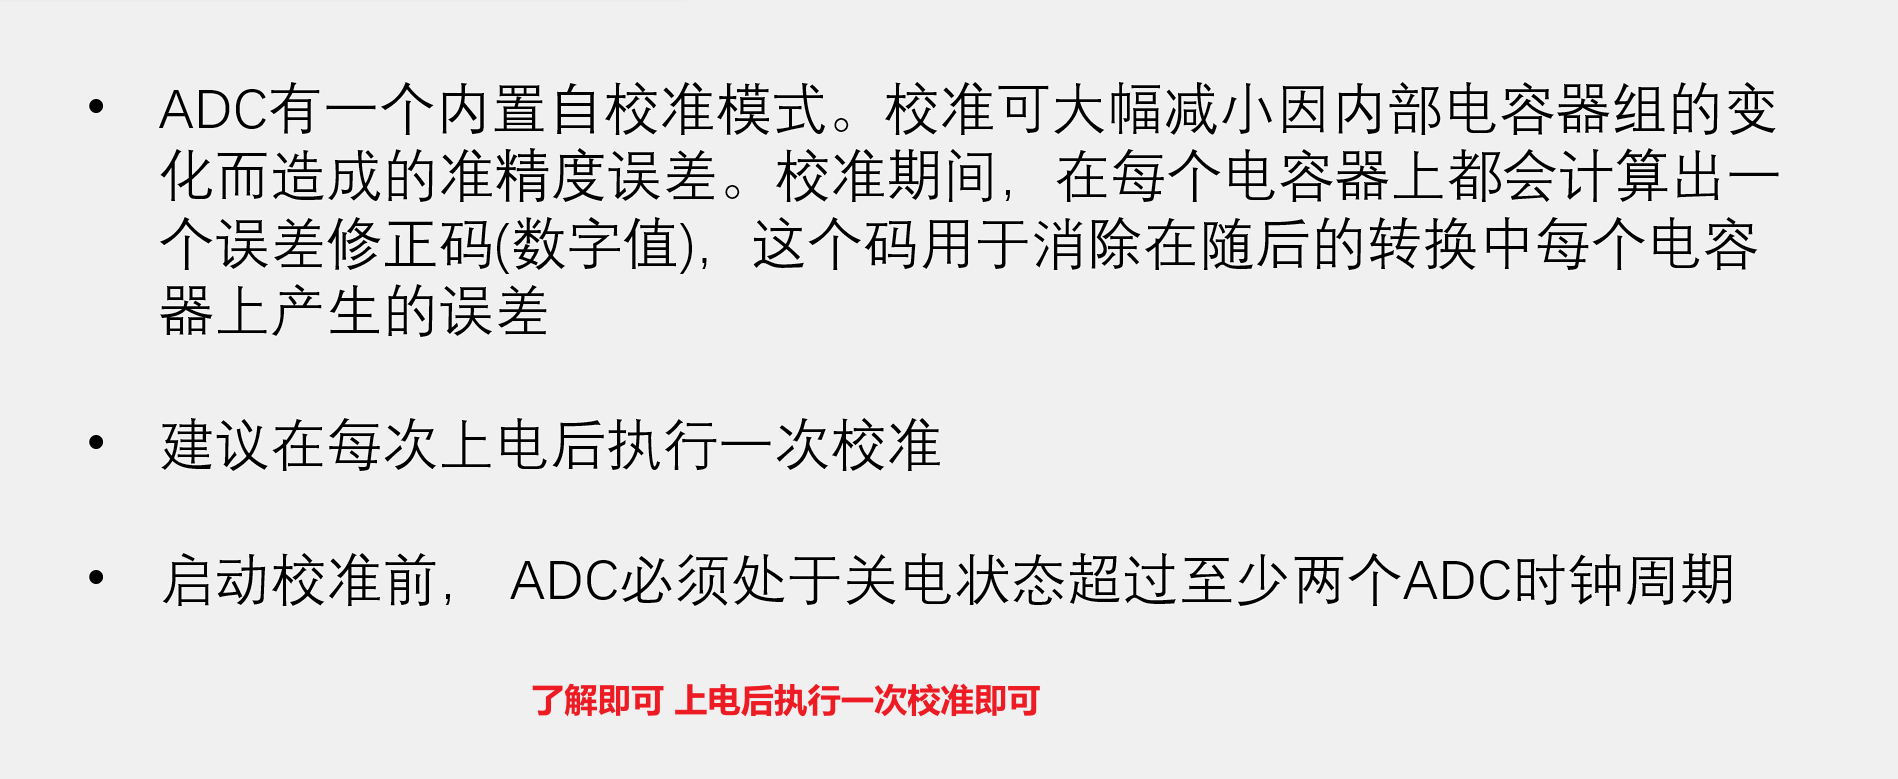 • ADC有一个内置自校准模式。校准可大幅减小因内部电容器组的变
化而造成的准精度误差。校准期间，在每个电容器上都会计算出一
个误差修正码(数字值)，这个码用于消除在随后的转换中每个电容
器上产生的误差
• 建议在每次上电后执行一次校准
• 启动校准前， ADC必须处于关电状态超过至少两个ADC时钟周期
了解即可 上电后执行一次校准即可